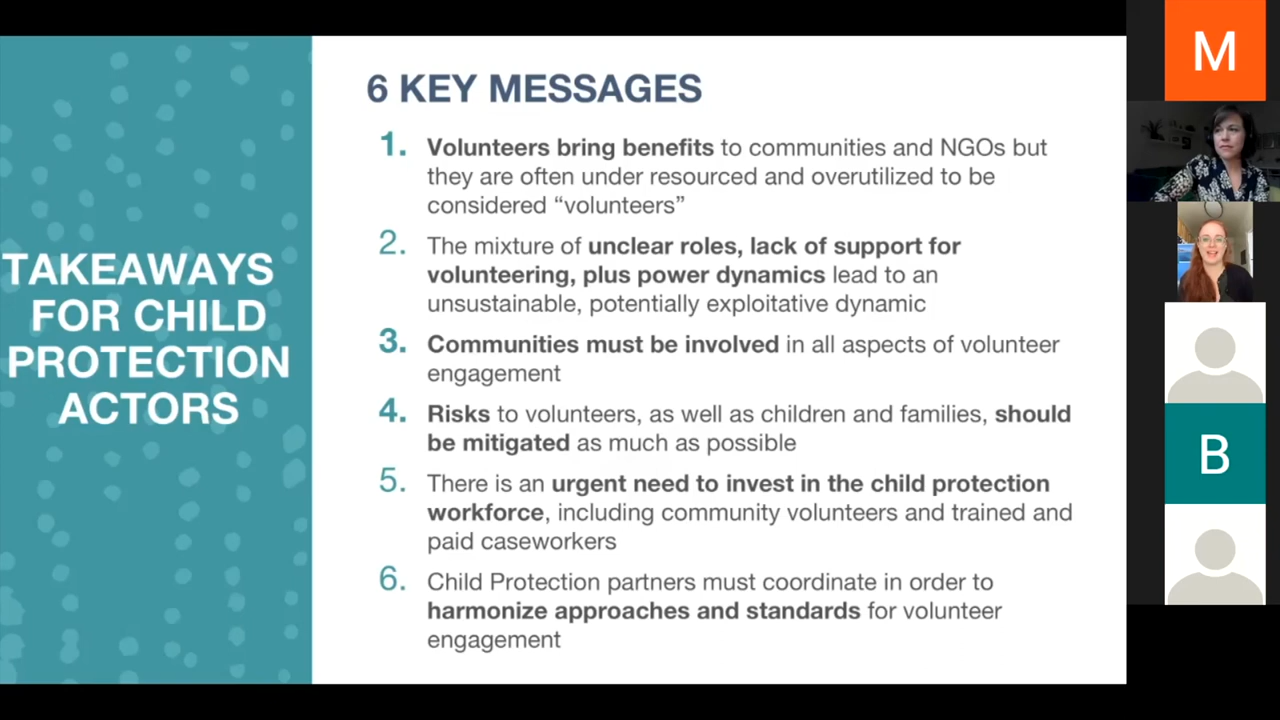 TAKEAWAYS
FOR CHILD
PROTECTION
ACTORS
6 KEY MESSAGES
1. Volunteers bring benefits to communities and NGOs but
they are often under resourced and overutilized to be
considered “volunteers”
2. The mixture of unclear roles, lack of support for
volunteering, plus power dynamics lead to an
unsustainable, potentially exploitative dynamic
3. Communities must be involved in all aspects of volunteer
engagement
4. Risks to volunteers, as well as children and families, should
be mitigated as much as possible
5. There is an urgent need to invest in the child protection
workforce, including community volunteers and trained and
paid caseworkers
6. Child Protection partners must coordinate in order to
harmonize approaches and standards for volunteer
engagement
M
B